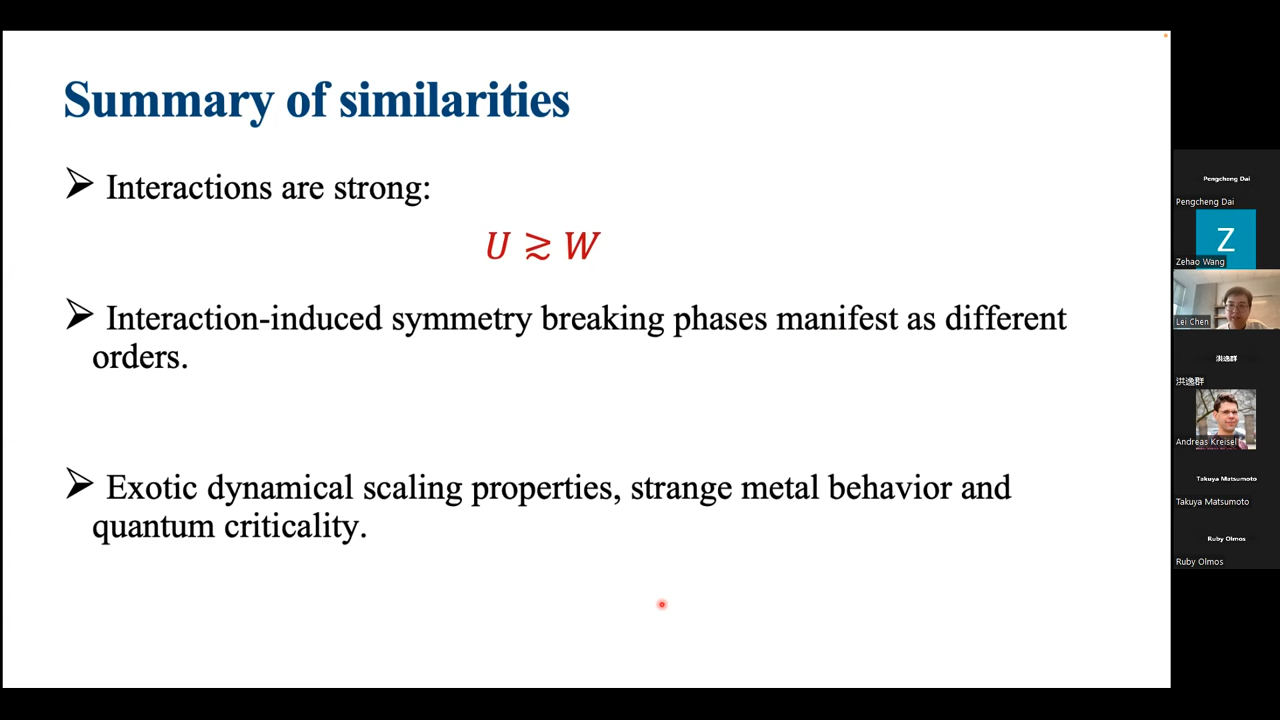 Summary of similarities
➢ Interactions are strong:
U ≳ W
➢ Interaction-induced symmetry breaking phases manifest as different
orders.
➢ Exotic dynamical scaling properties, strange metal behavior and
quantum criticality.
Pengcheng Dai
Pengcheng Dai
Z
Zehao Wang
Lei Chen
洪逸群
洪逸群
Andreas Kreisel
Takuya Matsumoto
Takuya Matsumoto
Ruby Olmos
Ruby Olmos